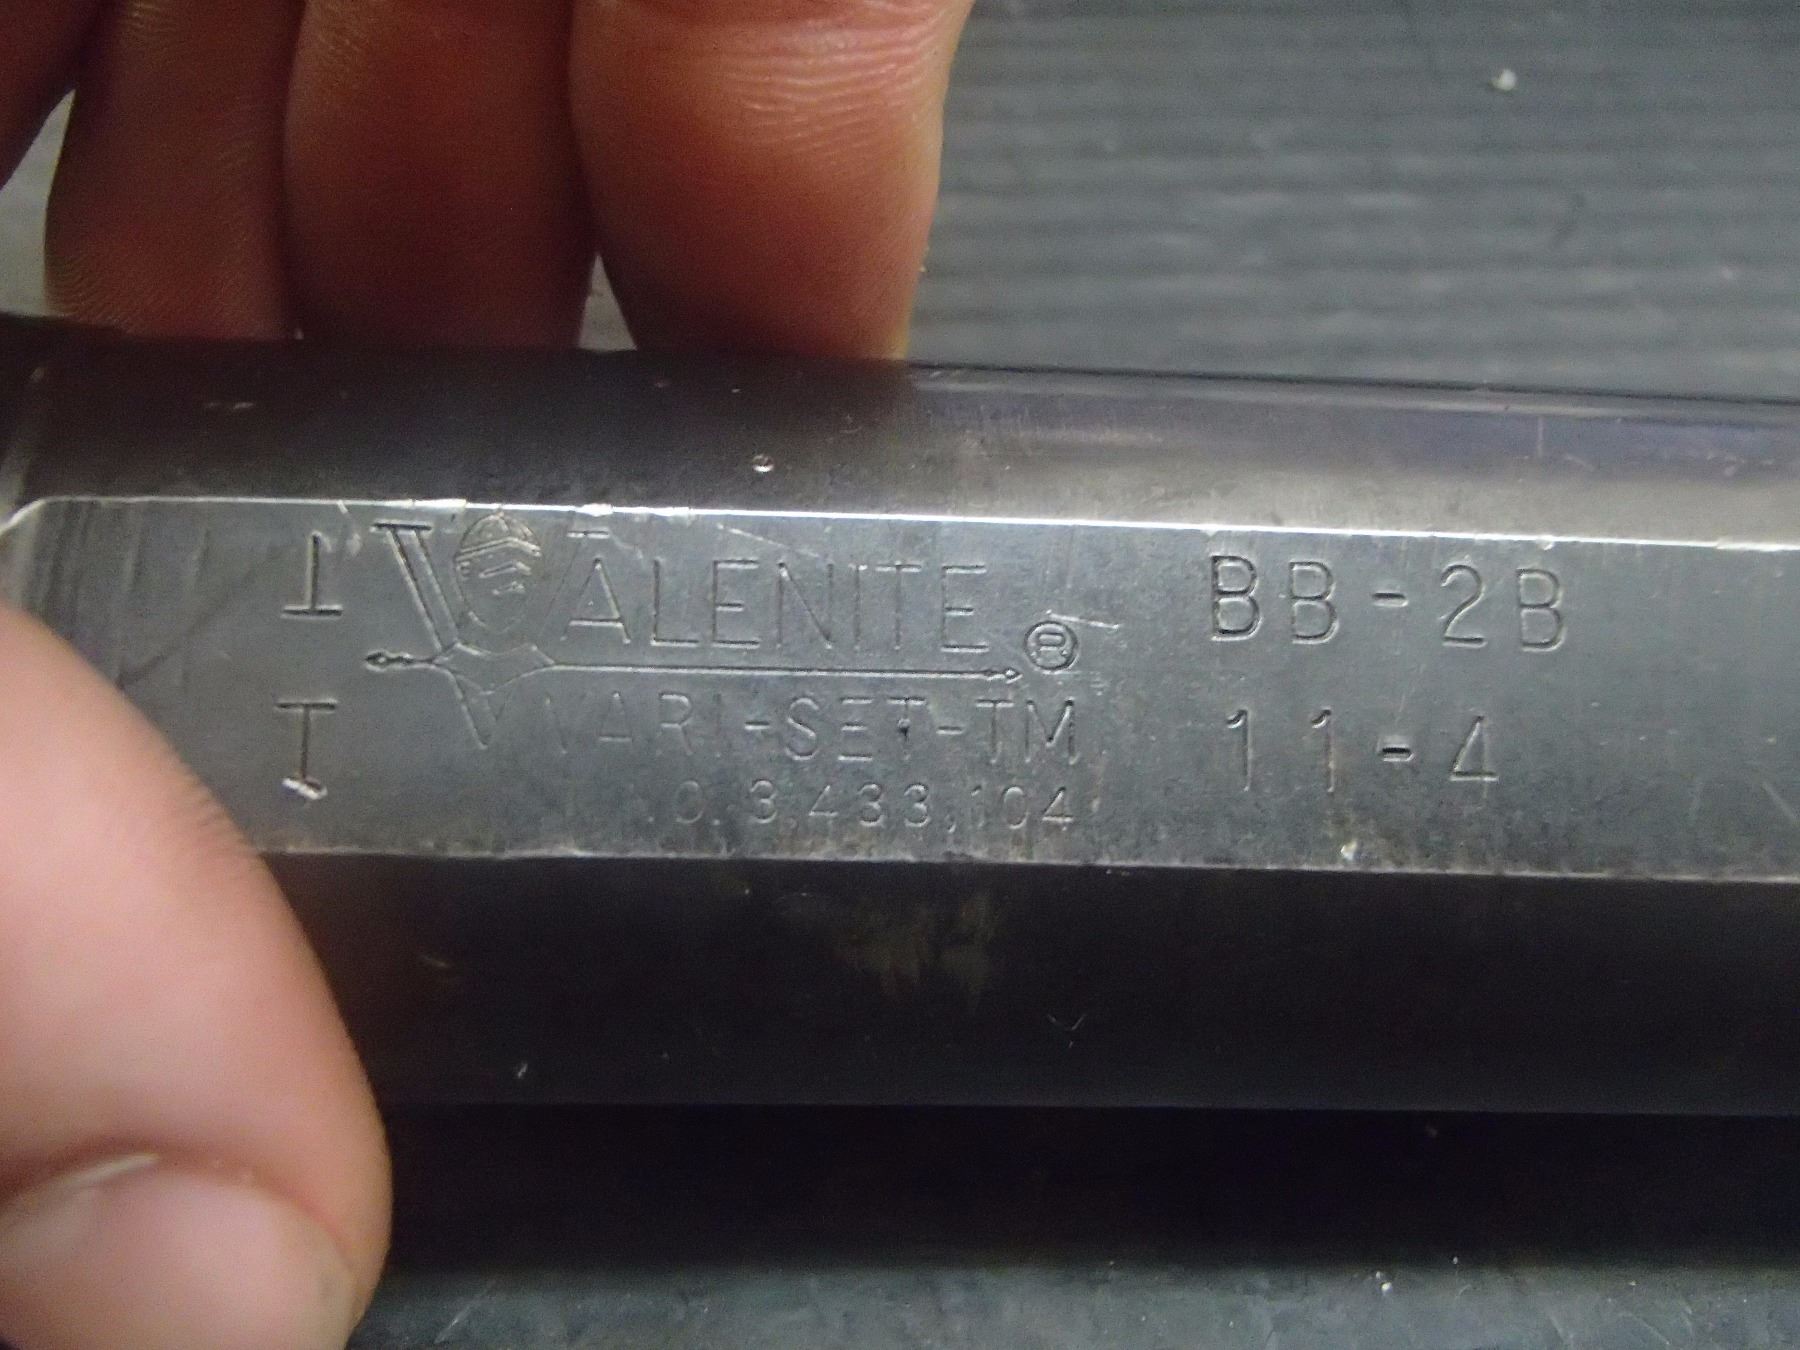 VALENITE ® BB-2B
VARI-SET-TM 11-4
3,433,104